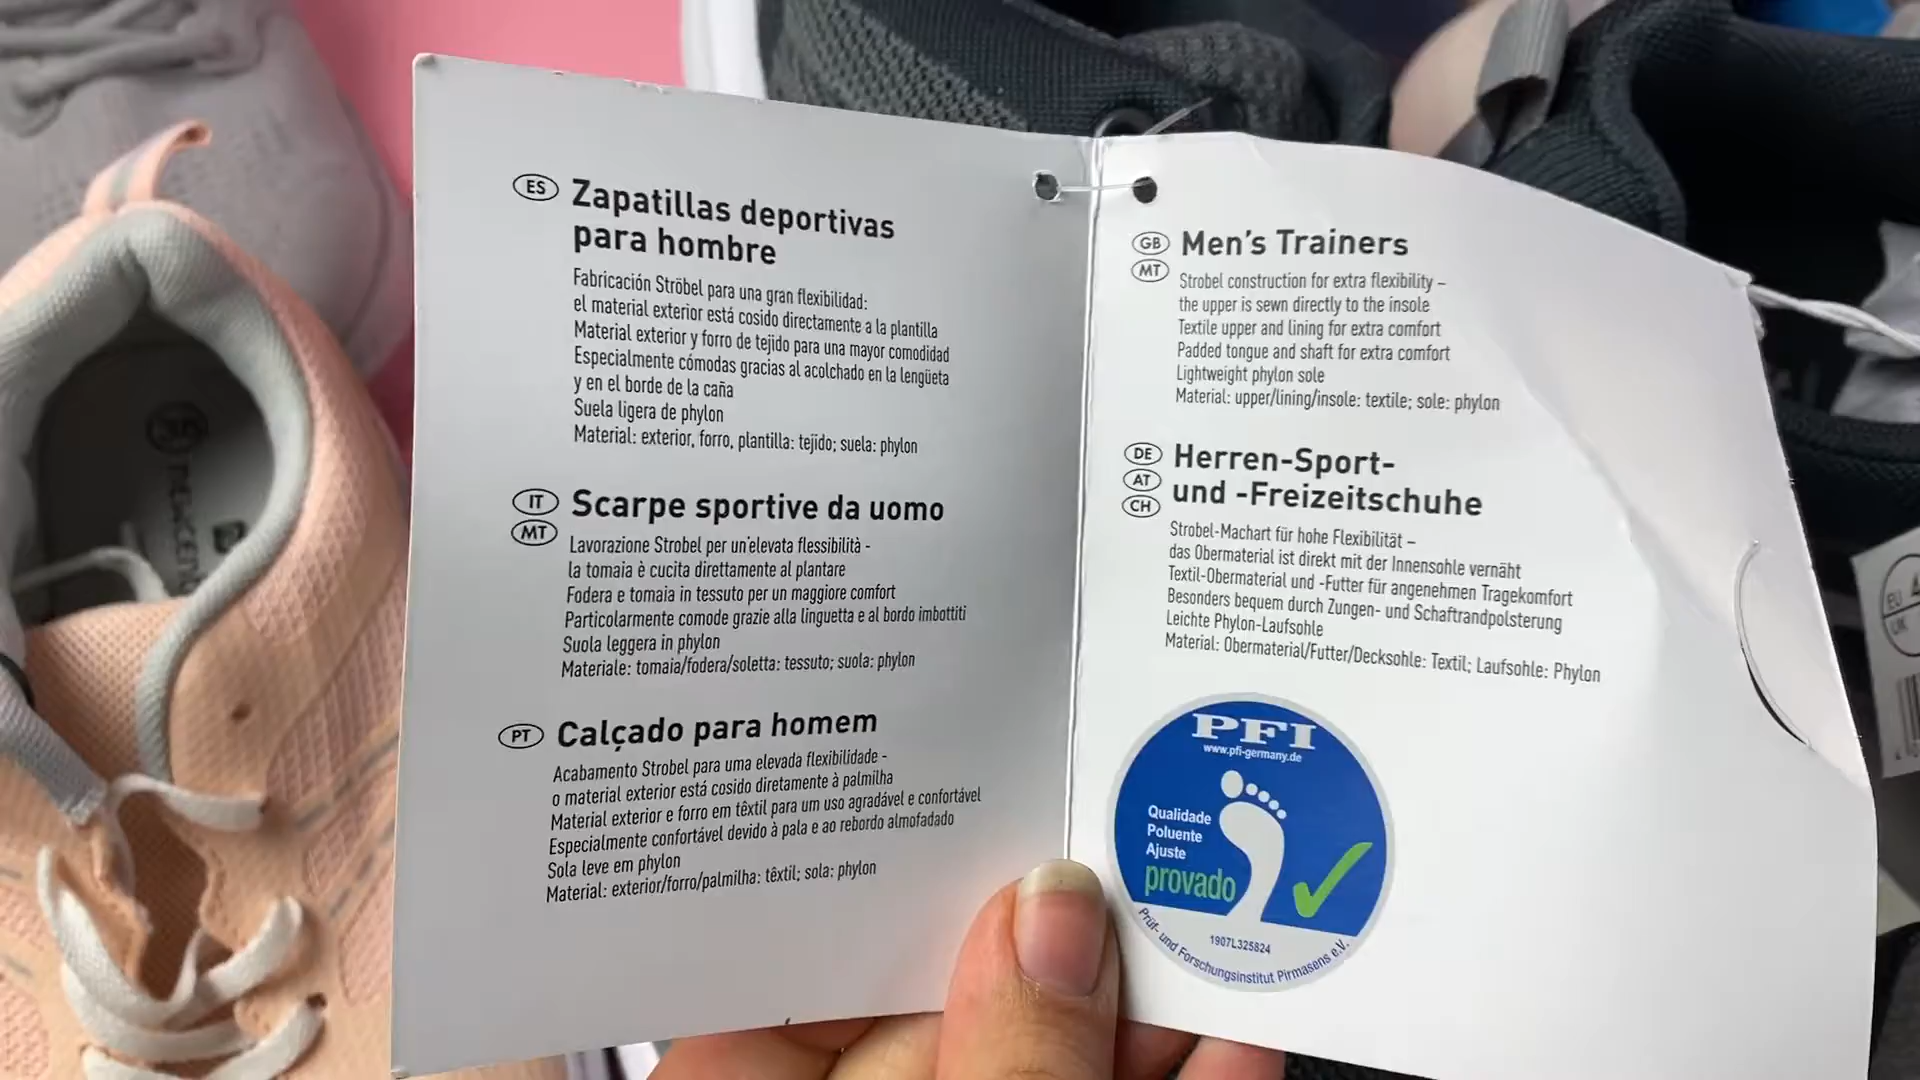 ES
Zapatillas deportivas
para hombre
Fabricación Ströbel para una gran flexibilidad:
el material exterior está cosido directamente a la plantilla
Material exterior y forro de tejido para una mayor comodidad
Especialmente cómodas gracias al acolchado en la lengüeta
y en el borde de la caña
Suela ligera de phylon
Material: exterior, forro, plantilla: tejido; suela: phylon
IT
MT
Scarpe sportive da uomo
Lavorazione Strobel per un'elevata flessibilità -
la tomaia è cucita direttamente al plantare
Fodera e tomaia in tessuto per un maggiore comfort
Particolarmente comode grazie alla linguetta e al bordo imbottiti
Suola leggera in phylon
Materiale: tomaia/fodera/soletta: tessuto; suola: phylon
PT
Calçado para homem
Acabamento Strobel para uma elevada flexibilidade -
o material exterior está cosido diretamente à palmilha
Material exterior e forro em têxtil para um uso agradável e confortável
Especialmente confortável devido à pala e ao rebordo almofadado
Sola leve em phylon
Material: exterior/forro/palmilha: têxtil; sola: phylon
GB
MT
Men's Trainers
Strobel construction for extra flexibility –
the upper is sewn directly to the insole
Textile upper and lining for extra comfort
Padded tongue and shaft for extra comfort
Lightweight phylon sole
Material: upper/lining/insole: textile; sole: phylon
DE
AT
CH
Herren-Sport-
und -Freizeitschuhe
Strobel-Machart für hohe Flexibilität –
das Obermaterial ist direkt mit der Innensohle vernäht
Textil-Obermaterial und -Futter für angenehmen Tragekomfort
Besonders bequem durch Zungen- und Schaftrandpolsterung
Leichte Phylon-Laufsohle
Material: Obermaterial/Futter/Decksohle: Textil; Laufsohle: Phylon
PFI
www.pfi-germany.de
Qualidade
Poluente
Ajuste
provado
1907L325824
Prüf- und Forschungsinstitut Pirmasens e.V.
EU
UK